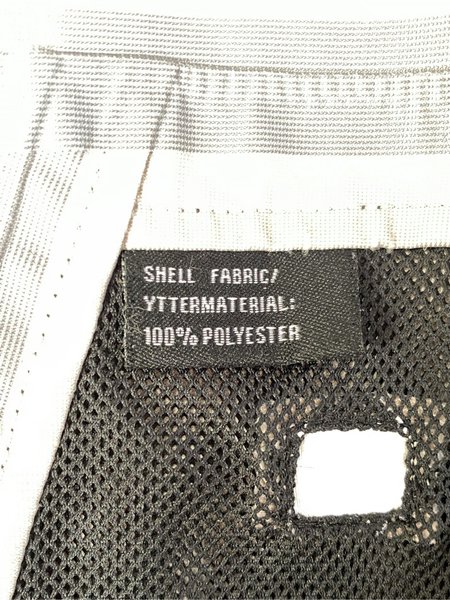 SHELL FABRIC/
YTTERMATERIAL:
100% POLYESTER